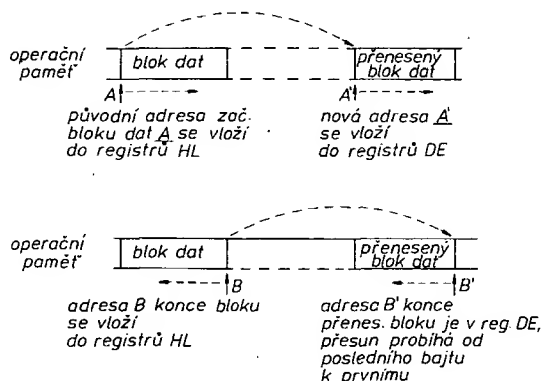 operační
paměť
blok dat
přenesený
blok dat
A
A'
původní adresa zač.
bloku dat A se vloží
do registrů HL
nová adresa A'
se vloží
do registrů DE
operační
paměť
blok dat
přenesený
blok dat
B
B'
adresa B konce bloku
se vloží
do registrů HL
adresa B' konce
přenes. bloku je v reg. DE,
přesun probíhá od
posledního bajtu
k prvnímu